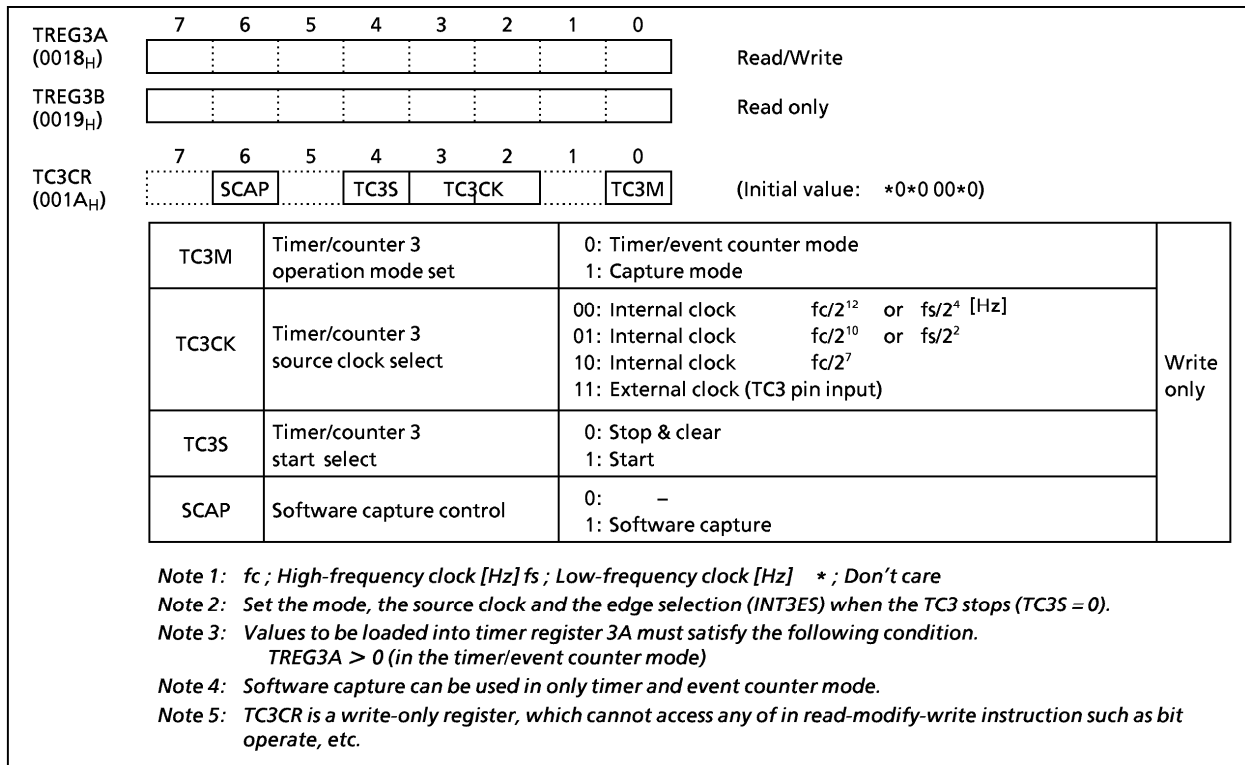 7 6 5 4 3 2 1 0
TREG3A
(0018H) Read/Write
TREG3B
(0019H) Read only
7 6 5 4 3 2 1 0
TC3CR
(001AH) SCAP TC3S TC3CK TC3M (Initial value: *0*0 00*0)
TC3M Timer/counter 3 operation mode set 0: Timer/event counter mode
1: Capture mode
TC3CK Timer/counter 3 source clock select 00: Internal clock fc/2¹² or fs/2⁴ [Hz]
01: Internal clock fc/2¹⁰ or fs/2²
10: Internal clock fc/2⁷
11: External clock (TC3 pin input)
Write only
TC3S Timer/counter 3 start select 0: Stop & clear
1: Start
SCAP Software capture control 0: –
1: Software capture
Note 1: fc ; High-frequency clock [Hz] fs ; Low-frequency clock [Hz] * ; Don't care
Note 2: Set the mode, the source clock and the edge selection (INT3ES) when the TC3 stops (TC3S = 0).
Note 3: Values to be loaded into timer register 3A must satisfy the following condition.
TREG3A > 0 (in the timer/event counter mode)
Note 4: Software capture can be used in only timer and event counter mode.
Note 5: TC3CR is a write-only register, which cannot access any of in read-modify-write instruction such as bit
operate, etc.